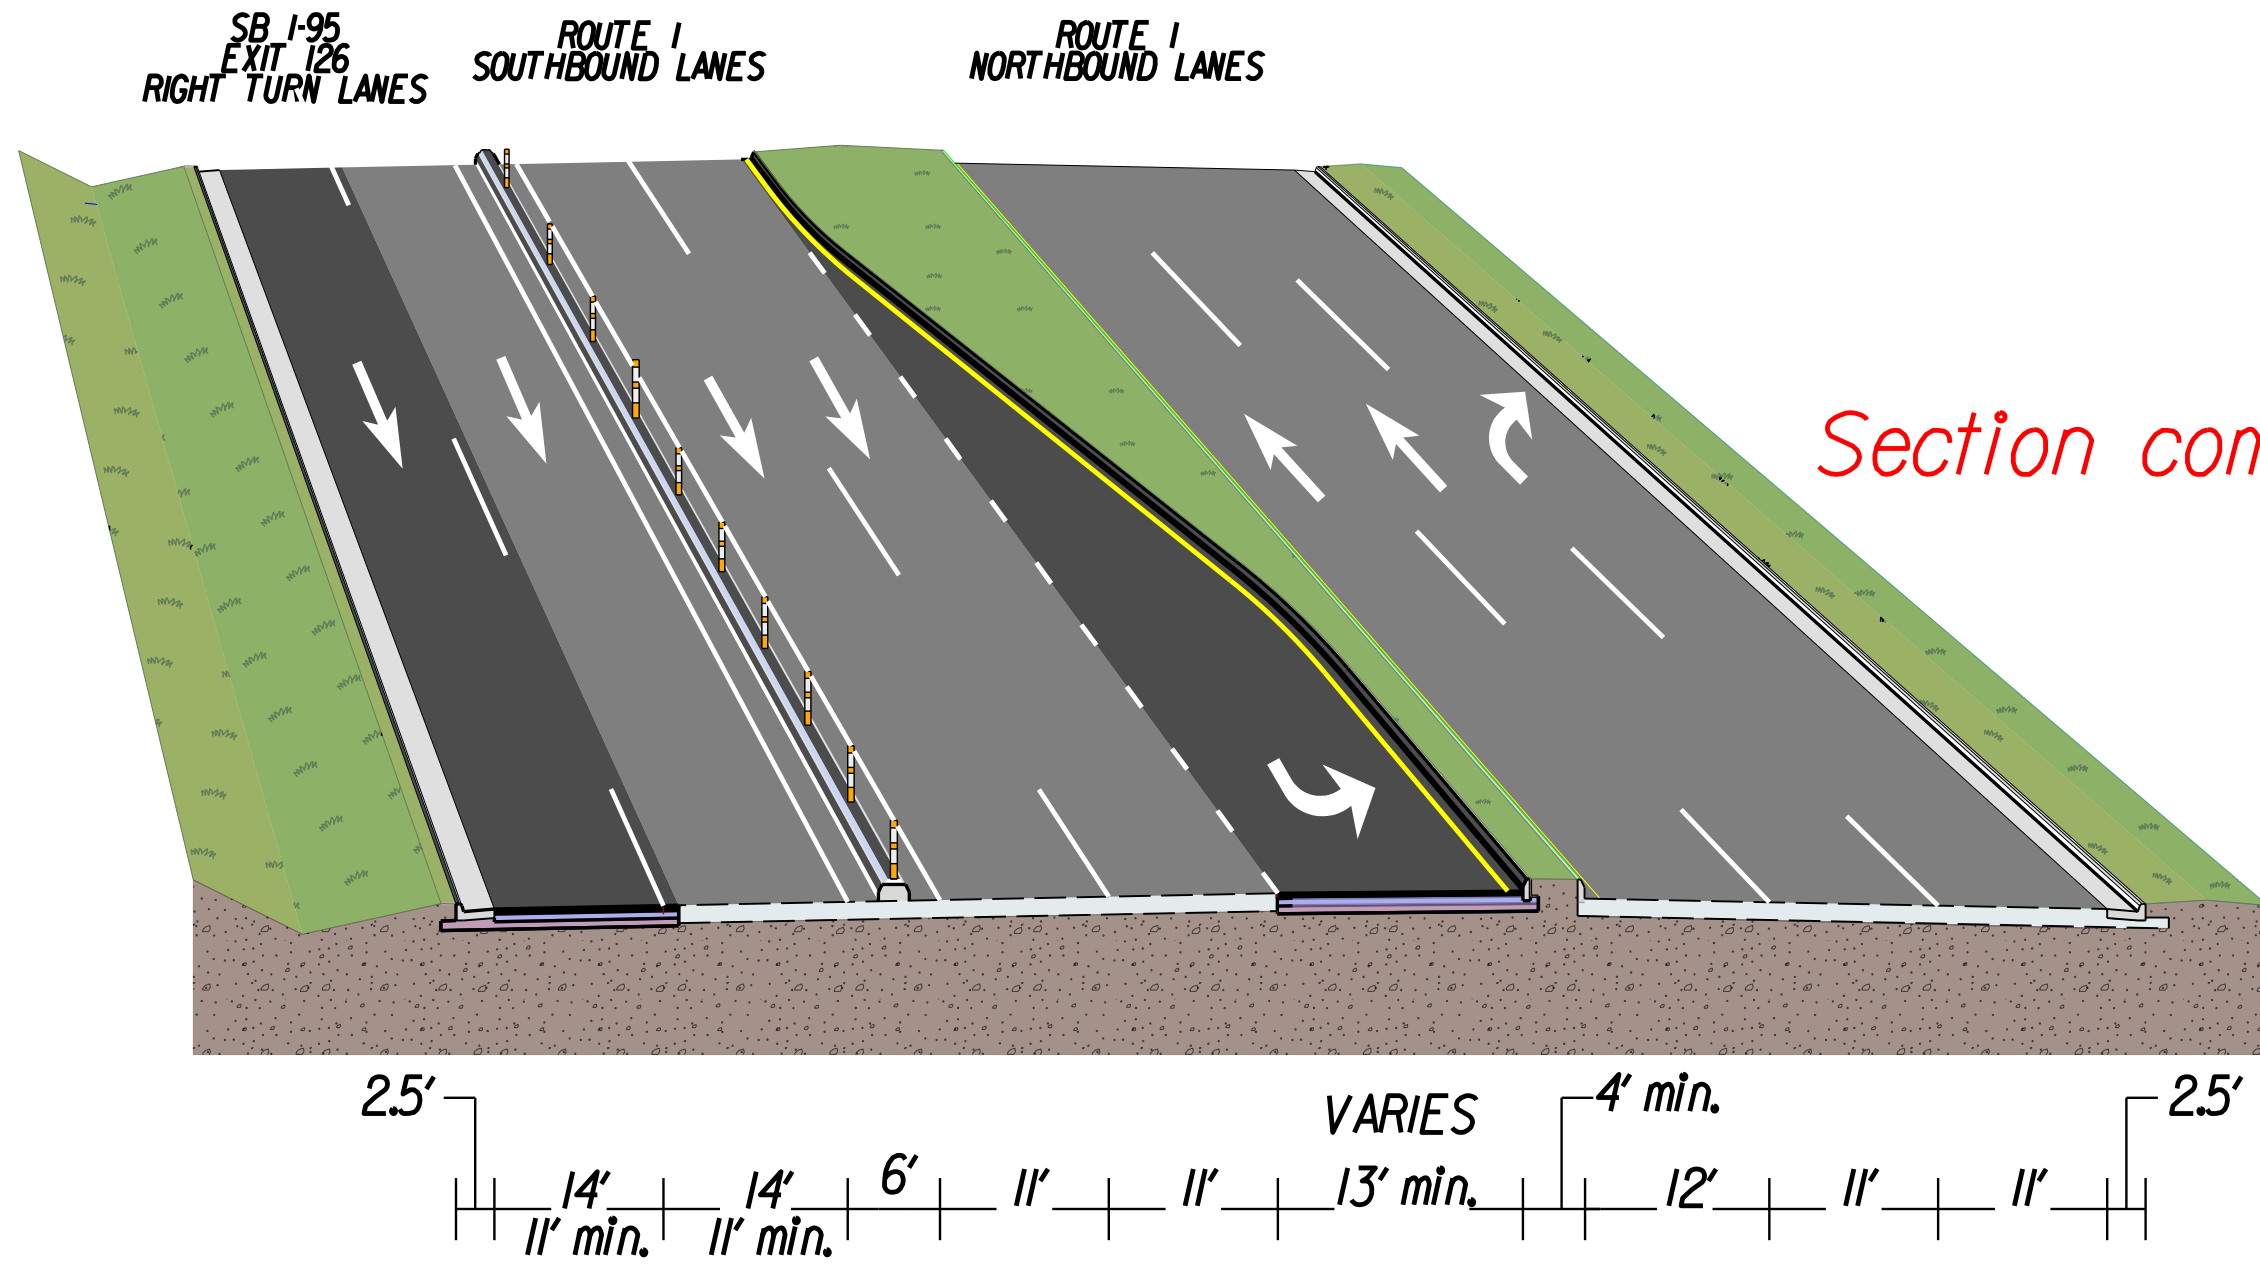 SB I-95
EXIT 126
RIGHT TURN LANES
ROUTE 1
SOUTHBOUND LANES
ROUTE 1
NORTHBOUND LANES
Section con
2.5'
VARIES
4' min.
2.5'
14'
11' min.
14'
11' min.
6'
11'
11'
13' min.
12'
11'
11'